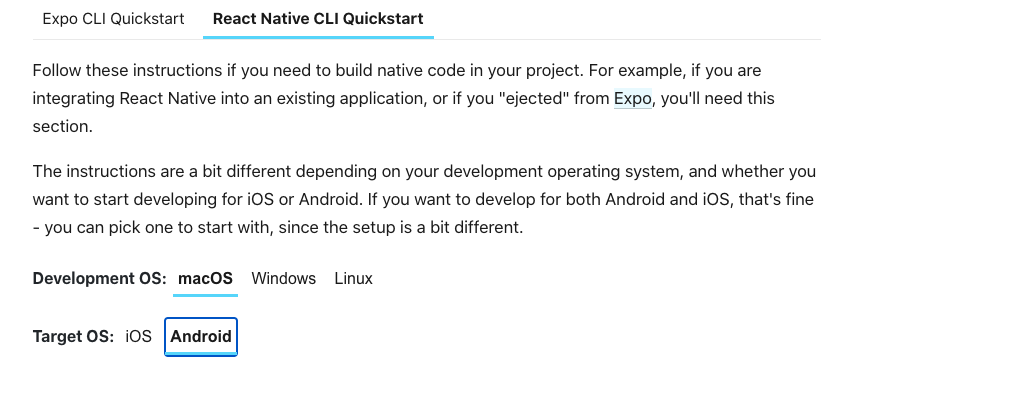 Expo CLI Quickstart React Native CLI Quickstart
Follow these instructions if you need to build native code in your project. For example, if you are
integrating React Native into an existing application, or if you "ejected" from Expo, you'll need this
section.
The instructions are a bit different depending on your development operating system, and whether you
want to start developing for iOS or Android. If you want to develop for both Android and iOS, that's fine
- you can pick one to start with, since the setup is a bit different.
Development OS: macOS Windows Linux
Target OS: iOS Android